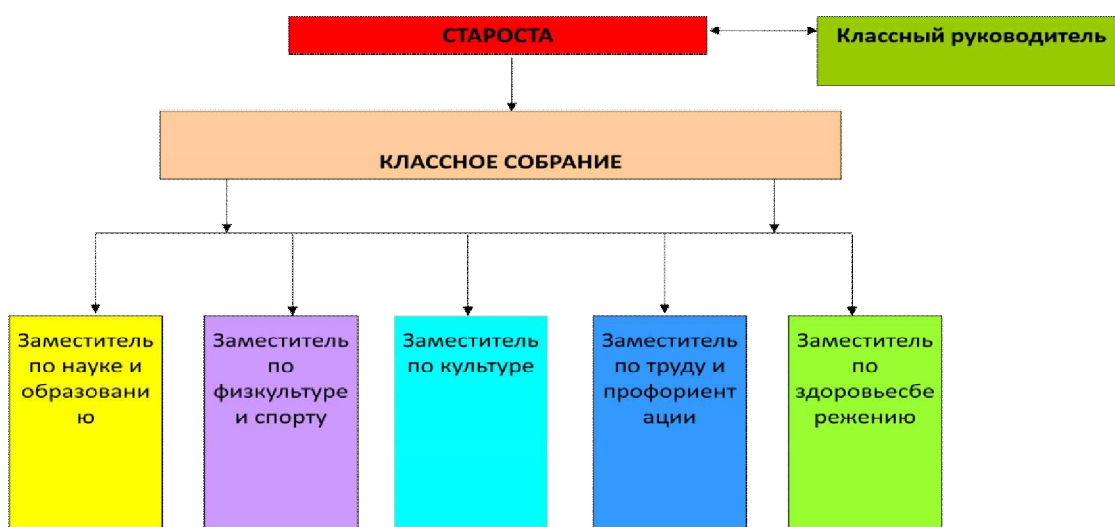 СТАРОСТА
Классный руководитель
КЛАССНОЕ СОБРАНИЕ
Заместитель
по науке и
образовани
ю
Заместитель
по
физкультуре
и спорту
Заместитель
по культуре
Заместитель
по труду и
профориент
ации
Заместитель
по
здоровьесбе
режению